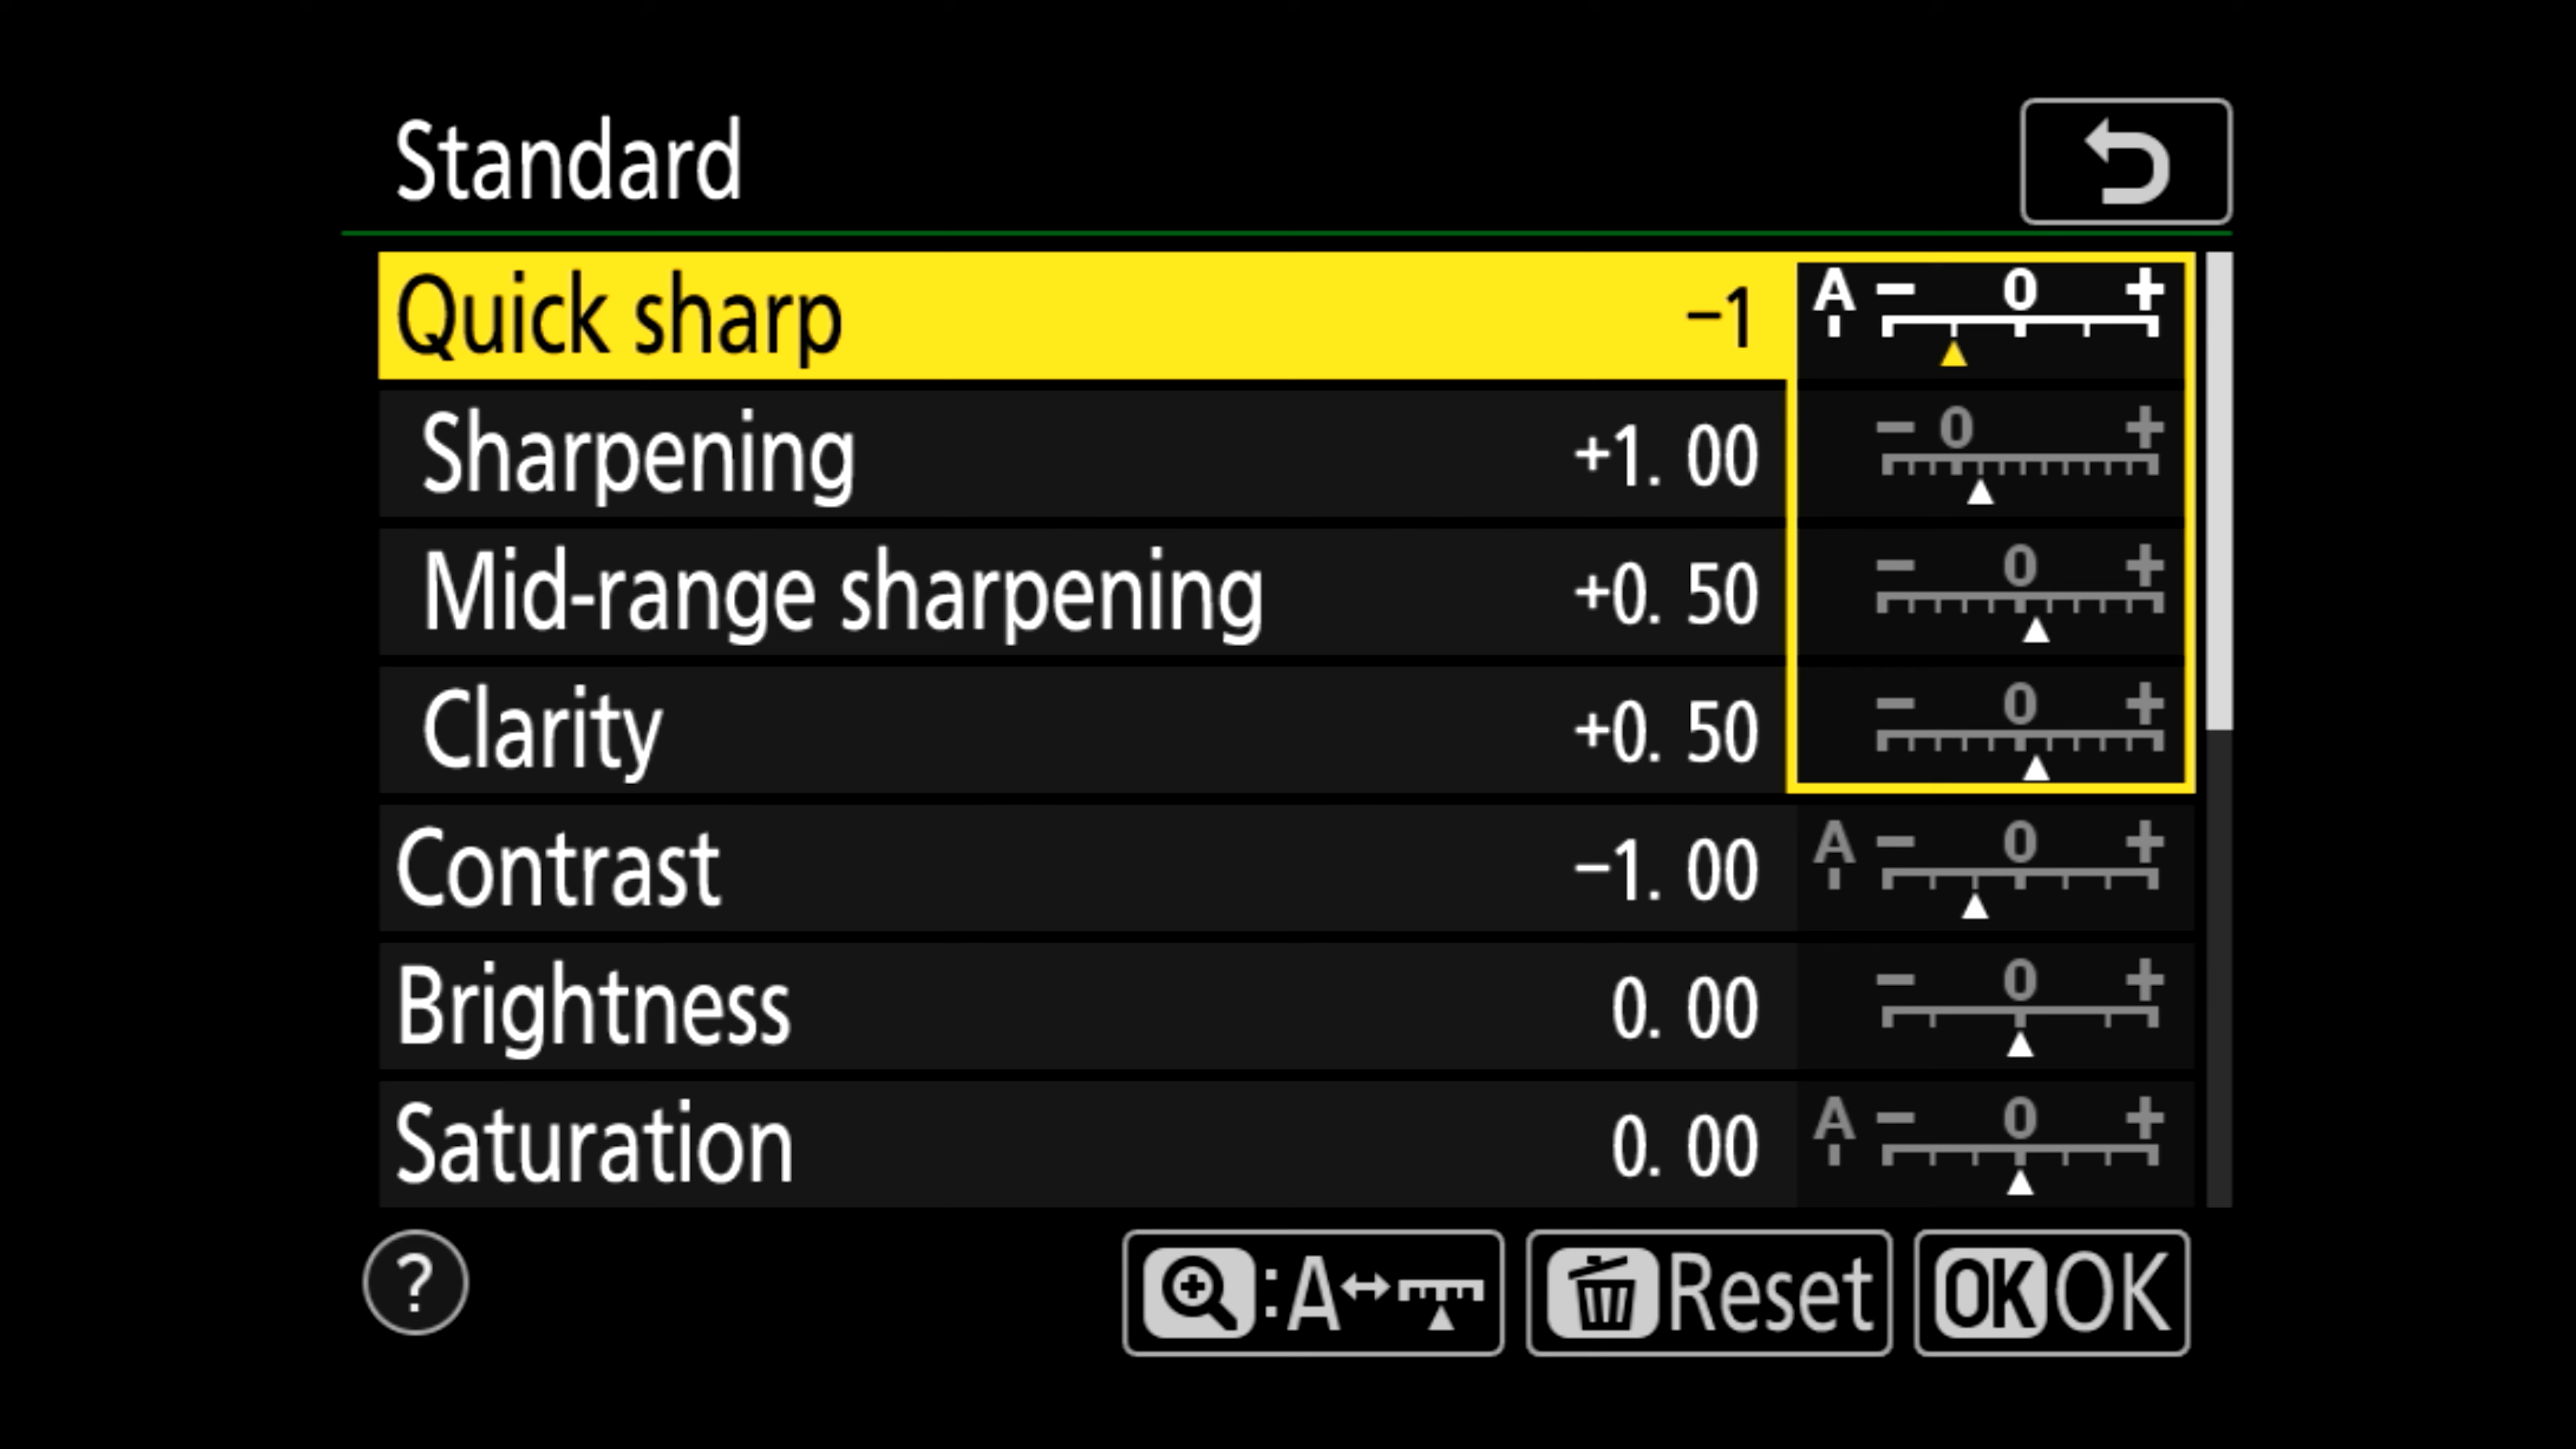 Standard
Quick sharp −1 A − 0 +
Sharpening +1. 00 − 0 +
Mid-range sharpening +0. 50 − 0 +
Clarity +0. 50 − 0 +
Contrast −1. 00 A − 0 +
Brightness 0. 00 − 0 +
Saturation 0. 00 A − 0 +
? :A↔ Reset OK OK